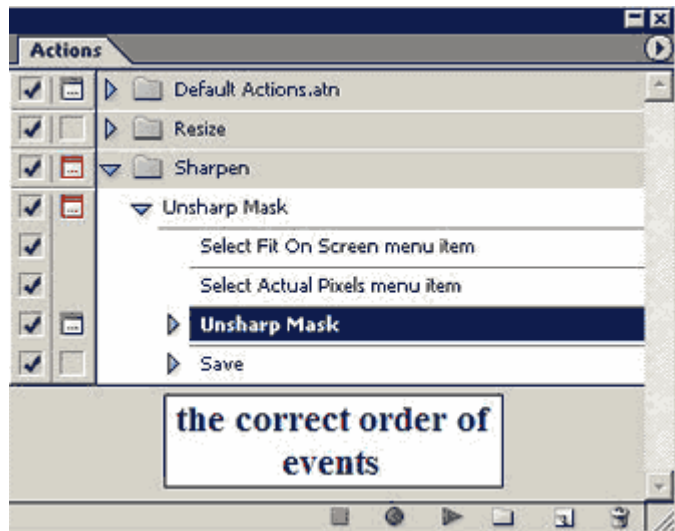 Actions
Default Actions.atn
Resize
Sharpen
Unsharp Mask
Select Fit On Screen menu item
Select Actual Pixels menu item
Unsharp Mask
Save
the correct order of
events